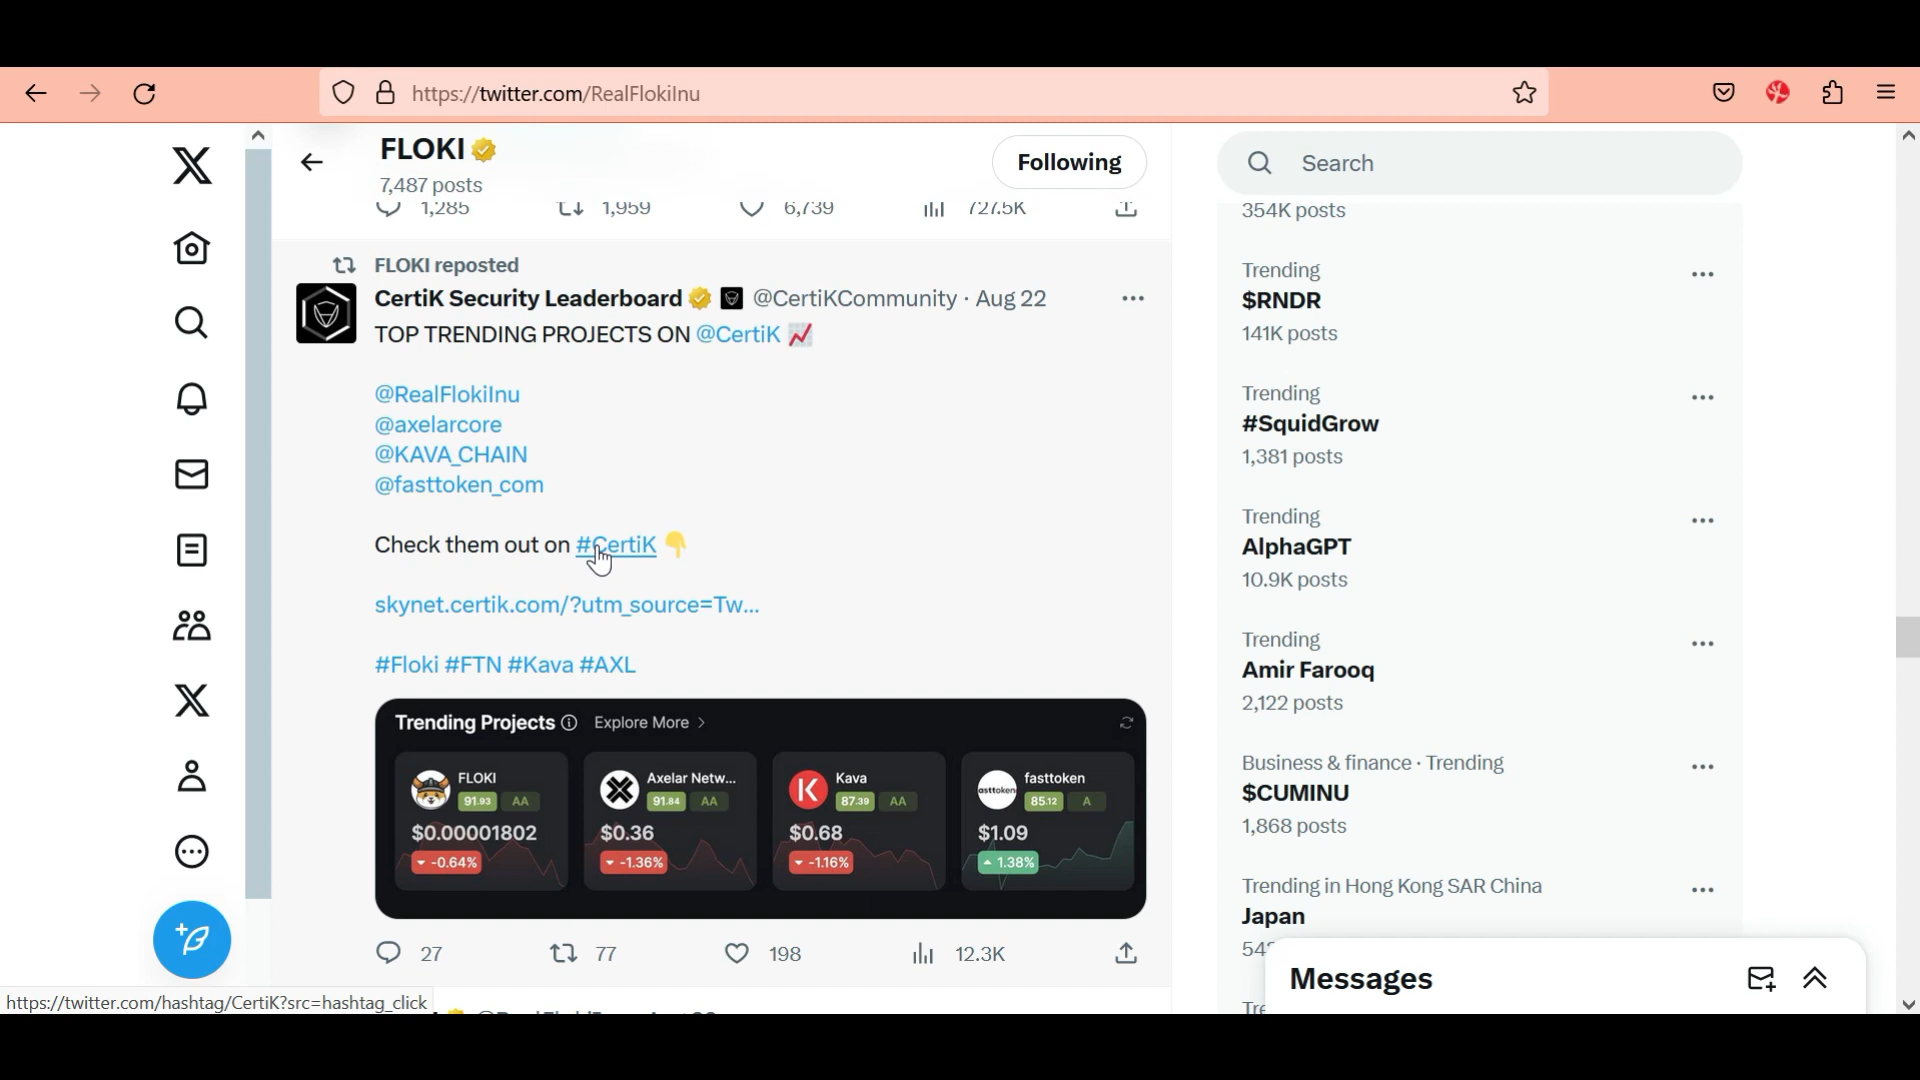 https://twitter.com/RealFlokiInu
FLOKI
7,487 posts
Following
Search
1,285 1,959 6,739 727.5K
FLOKI reposted
CertiK Security Leaderboard @CertiKCommunity · Aug 22
TOP TRENDING PROJECTS ON @CertiK
@RealFlokiInu
@axelarcore
@KAVA_CHAIN
@fasttoken_com
Check them out on #CertiK
skynet.certik.com/?utm_source=Tw...
#Floki #FTN #Kava #AXL
Trending Projects Explore More >
FLOKI
91.93 AA
$0.00001802
-0.64%
Axelar Netw...
91.84 AA
$0.36
-1.36%
Kava
87.39 AA
$0.68
-1.16%
asttoken
fasttoken
85.12 A
$1.09
1.38%
27 77 198 12.3K
354K posts
Trending
$RNDR
141K posts
Trending
#SquidGrow
1,381 posts
Trending
AlphaGPT
10.9K posts
Trending
Amir Farooq
2,122 posts
Business & finance · Trending
$CUMINU
1,868 posts
Trending in Hong Kong SAR China
Japan
Messages
https://twitter.com/hashtag/CertiK?src=hashtag_click